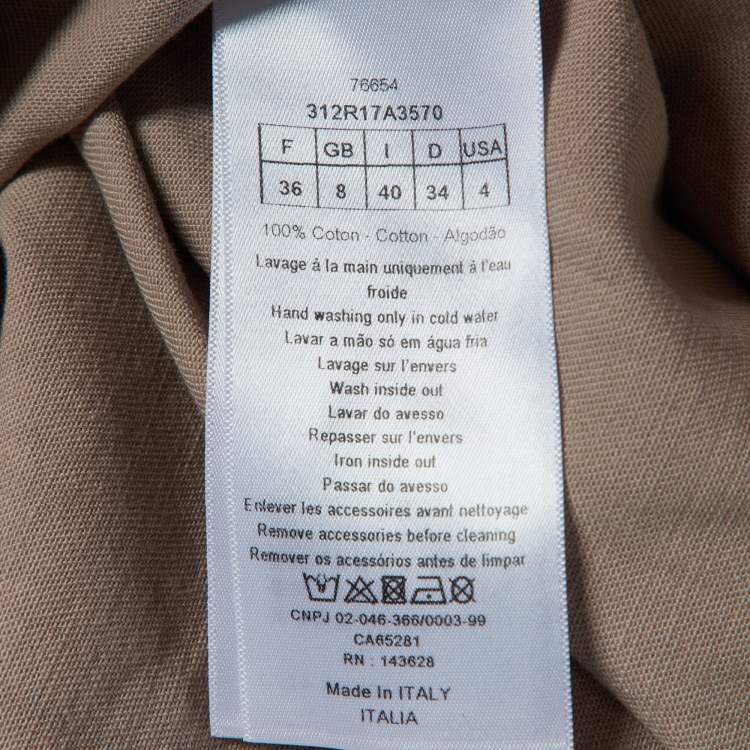 76654
312R17A3570
F GB I D USA
36 8 40 34 4
100% Coton - Cotton - Algodão
Lavage à la main uniquement à l'eau
froide
Hand washing only in cold water
Lavar a mão só em água fria
Lavage sur l'envers
Wash inside out
Lavar do avesso
Repasser sur l'envers
Iron inside out
Passar do avesso
Enlever les accessoires avant nettoyage
Remove accessories before cleaning
Remover os acessórios antes de limpar
CNPJ 02-046-366/0003-99
CA65281
RN : 143628
Made In ITALY
ITALIA